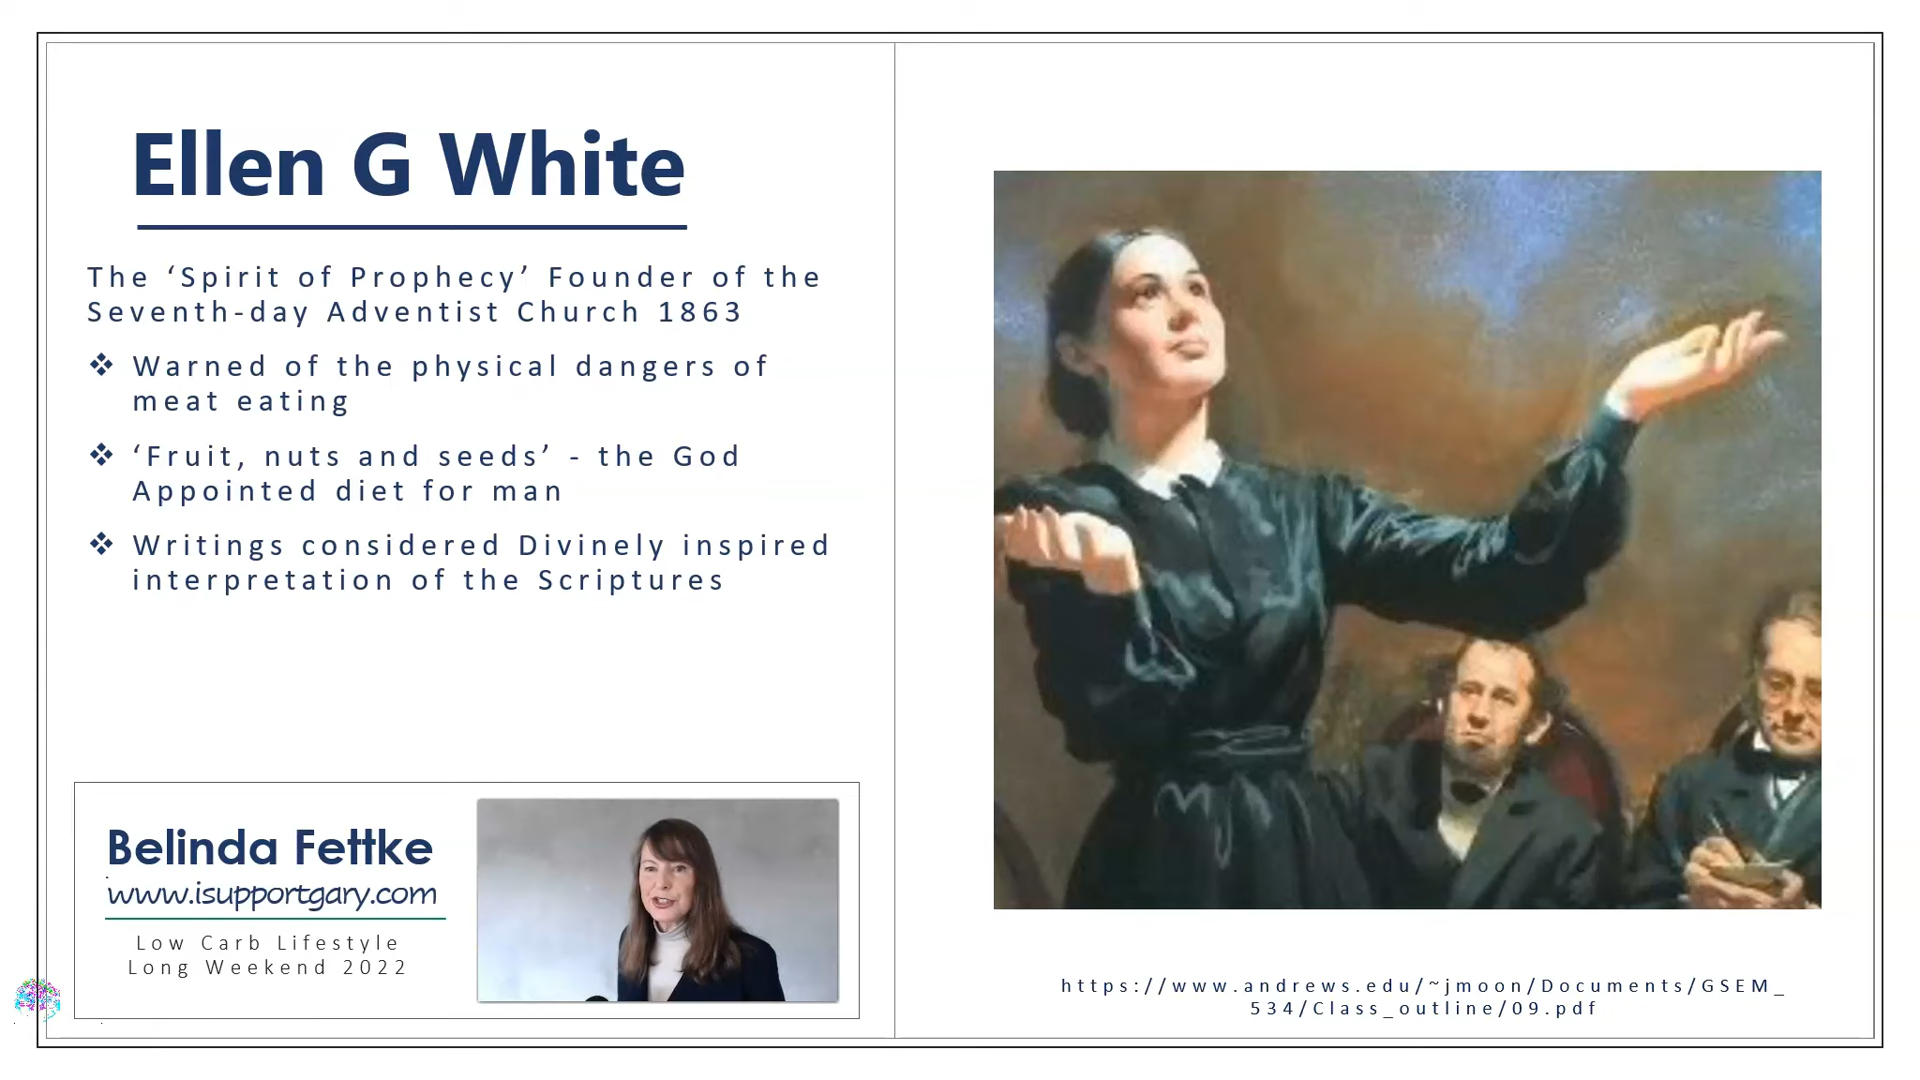 Ellen G White
The ‘Spirit of Prophecy’ Founder of the
Seventh-day Adventist Church 1863
❖ Warned of the physical dangers of
meat eating
❖ ‘Fruit, nuts and seeds’ - the God
Appointed diet for man
❖ Writings considered Divinely inspired
interpretation of the Scriptures
Belinda Fettke
www.isupportgary.com
Low Carb Lifestyle
Long Weekend 2022
https://www.andrews.edu/~jmoon/Documents/GSEM_
534/Class_outline/09.pdf